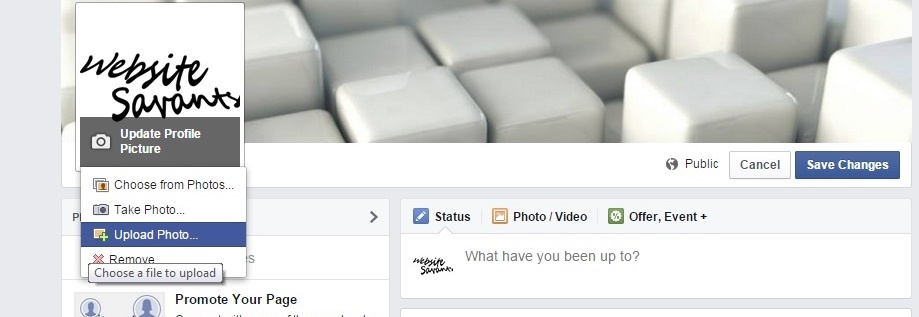 Website
Savants
Update Profile
Picture
Public
Cancel
Save Changes
Choose from Photos...
Take Photo...
Upload Photo...
Remove
Choose a file to upload
Status
Photo / Video
Offer, Event +
Website
Savants
What have you been up to?
Promote Your Page